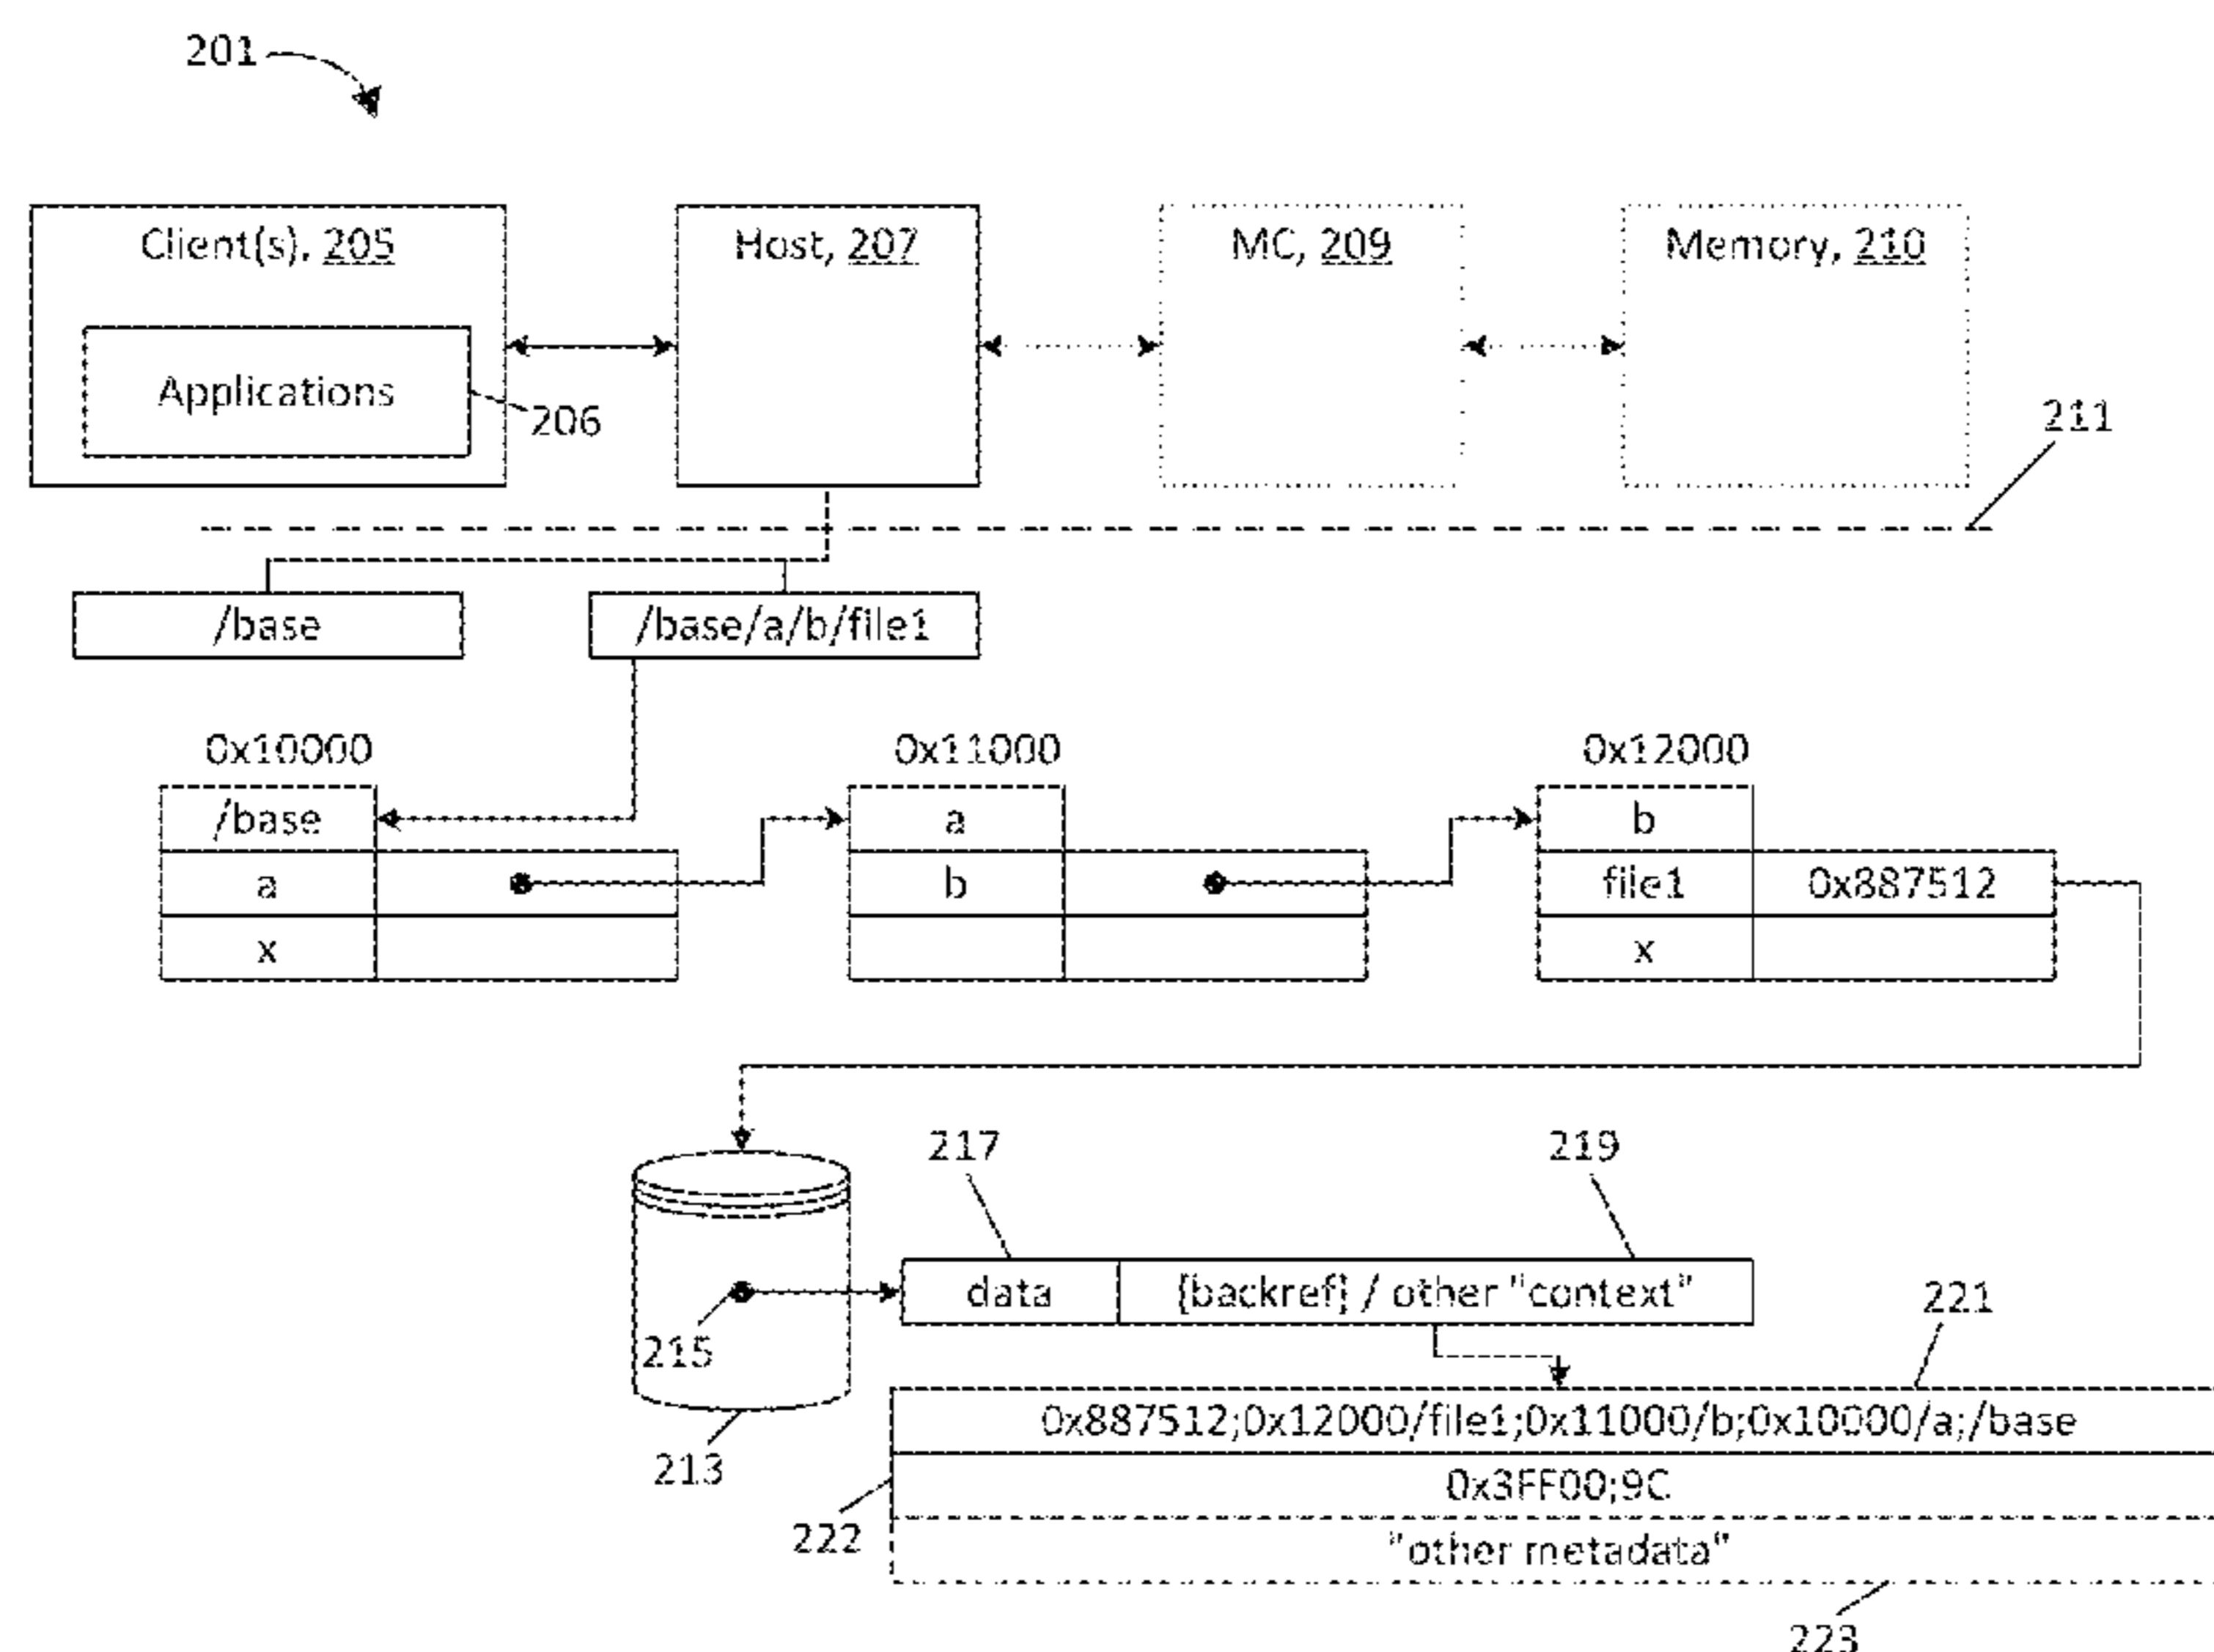 201
Client(s), 205
Host, 207
MC, 209
Memory, 210
Applications
206
211
/base
/base/a/b/file1
0x10000
0x11000
0x12000
/base
a
b
a
b
file1
0x887512
x
x
217
219
data
{backref} / other "context"
215
221
213
0x887512;0x12000/file1;0x11000/b;0x10000/a;/base
0x3FF00;9C
222
"other metadata"
223